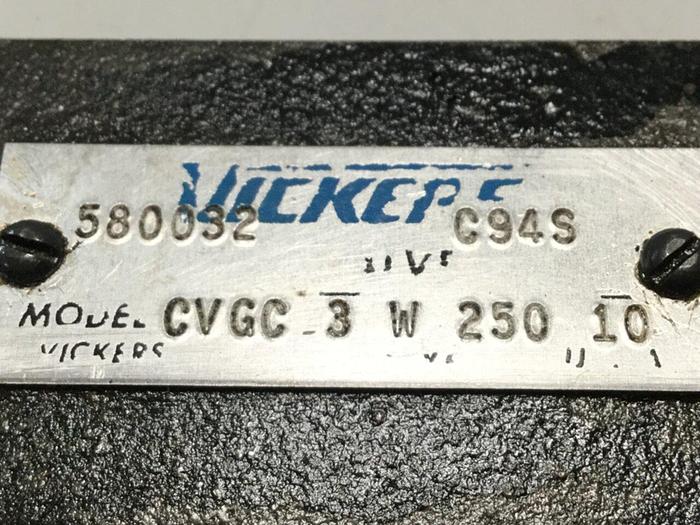 VICKERS
580032 C94S
MODEL CVGC 3 W 250 10
VICKERS